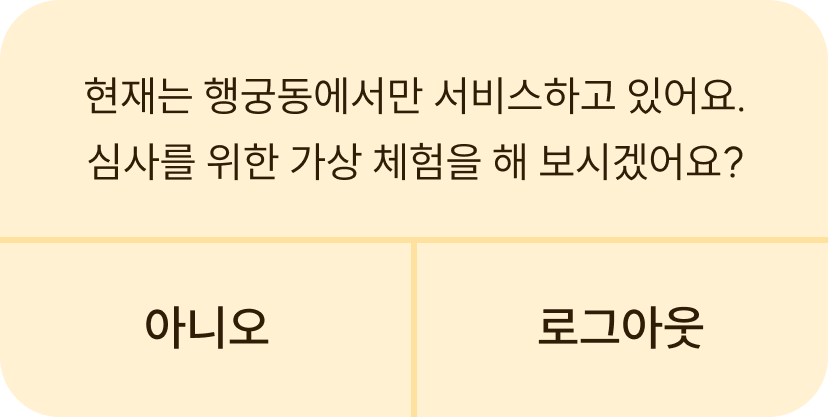 현재는 행궁동에서만 서비스하고 있어요.
심사를 위한 가상 체험을 해 보시겠어요?
아니오
로그아웃